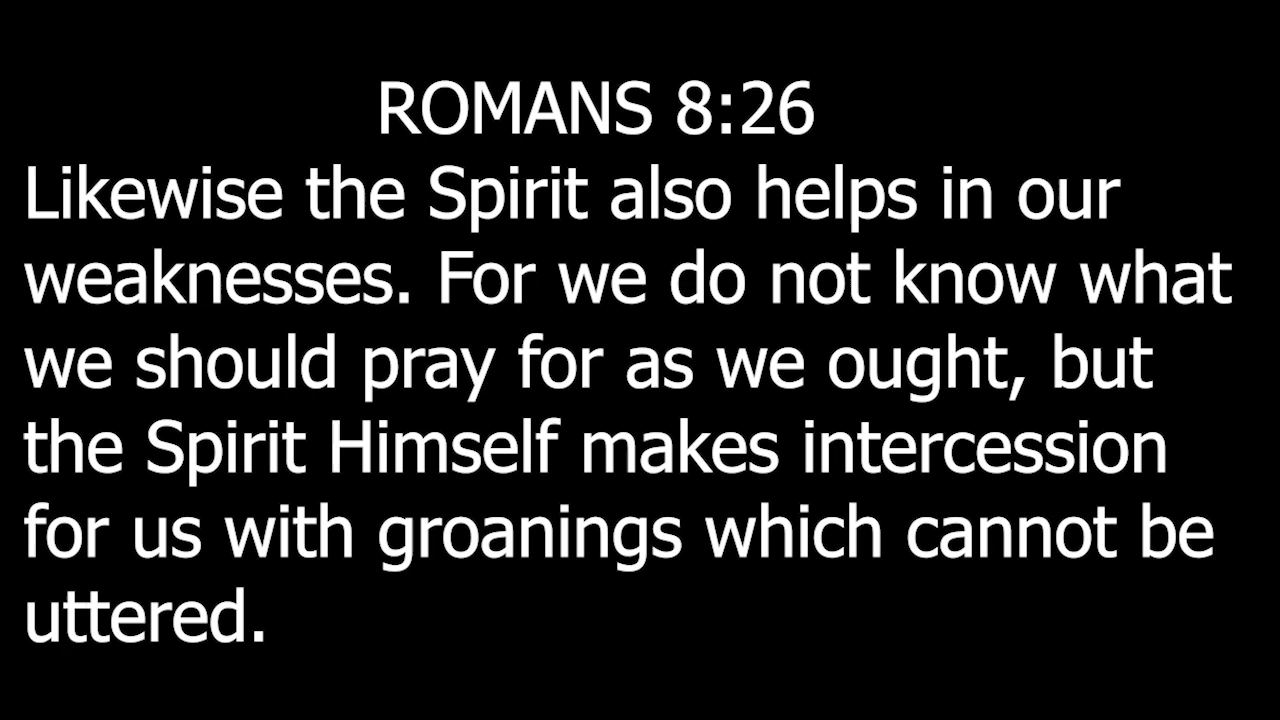 ROMANS 8:26
Likewise the Spirit also helps in our
weaknesses. For we do not know what
we should pray for as we ought, but
the Spirit Himself makes intercession
for us with groanings which cannot be
uttered.